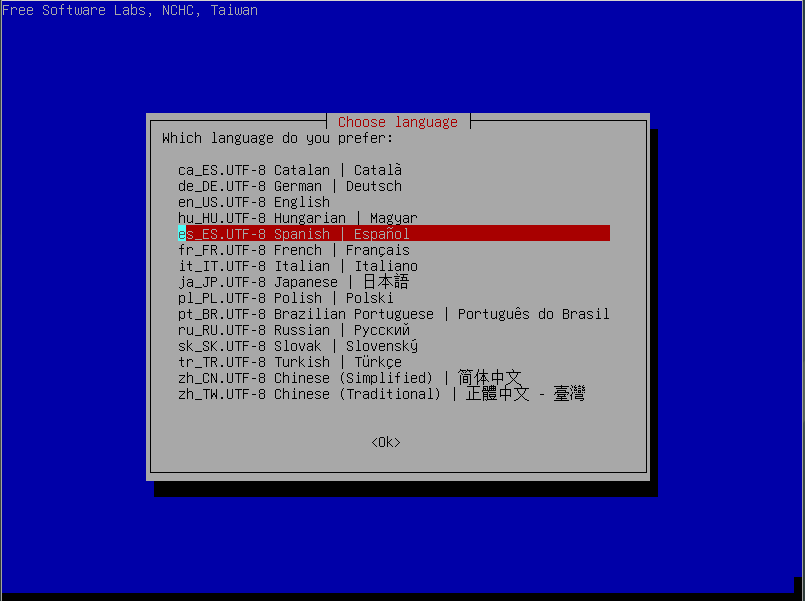 Free Software Labs, NCHC, Taiwan
Choose language
Which language do you prefer:
ca_ES.UTF-8 Catalan | Català
de_DE.UTF-8 German | Deutsch
en_US.UTF-8 English
hu_HU.UTF-8 Hungarian | Magyar
es_ES.UTF-8 Spanish | Español
fr_FR.UTF-8 French | Français
it_IT.UTF-8 Italian | Italiano
ja_JP.UTF-8 Japanese | 日本語
pl_PL.UTF-8 Polish | Polski
pt_BR.UTF-8 Brazilian Portuguese | Português do Brasil
ru_RU.UTF-8 Russian | Русский
sk_SK.UTF-8 Slovak | Slovenský
tr_TR.UTF-8 Turkish | Türkçe
zh_CN.UTF-8 Chinese (Simplified) | 简体中文
zh_TW.UTF-8 Chinese (Traditional) | 正體中文 - 臺灣
<Ok>